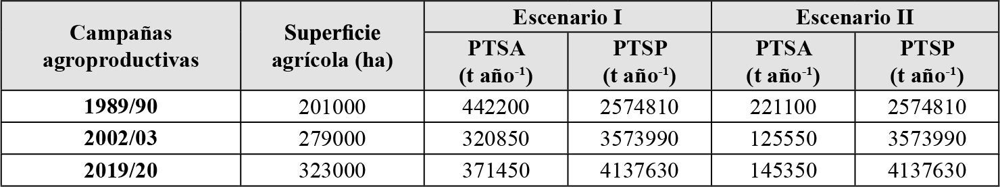 Campañas agroproductivas Superficie agrícola (ha) Escenario I Escenario II
PTSA (t año-1) PTSP (t año-1) PTSA (t año-1) PTSP (t año-1)
1989/90 201000 442200 2574810 221100 2574810
2002/03 279000 320850 3573990 125550 3573990
2019/20 323000 371450 4137630 145350 4137630